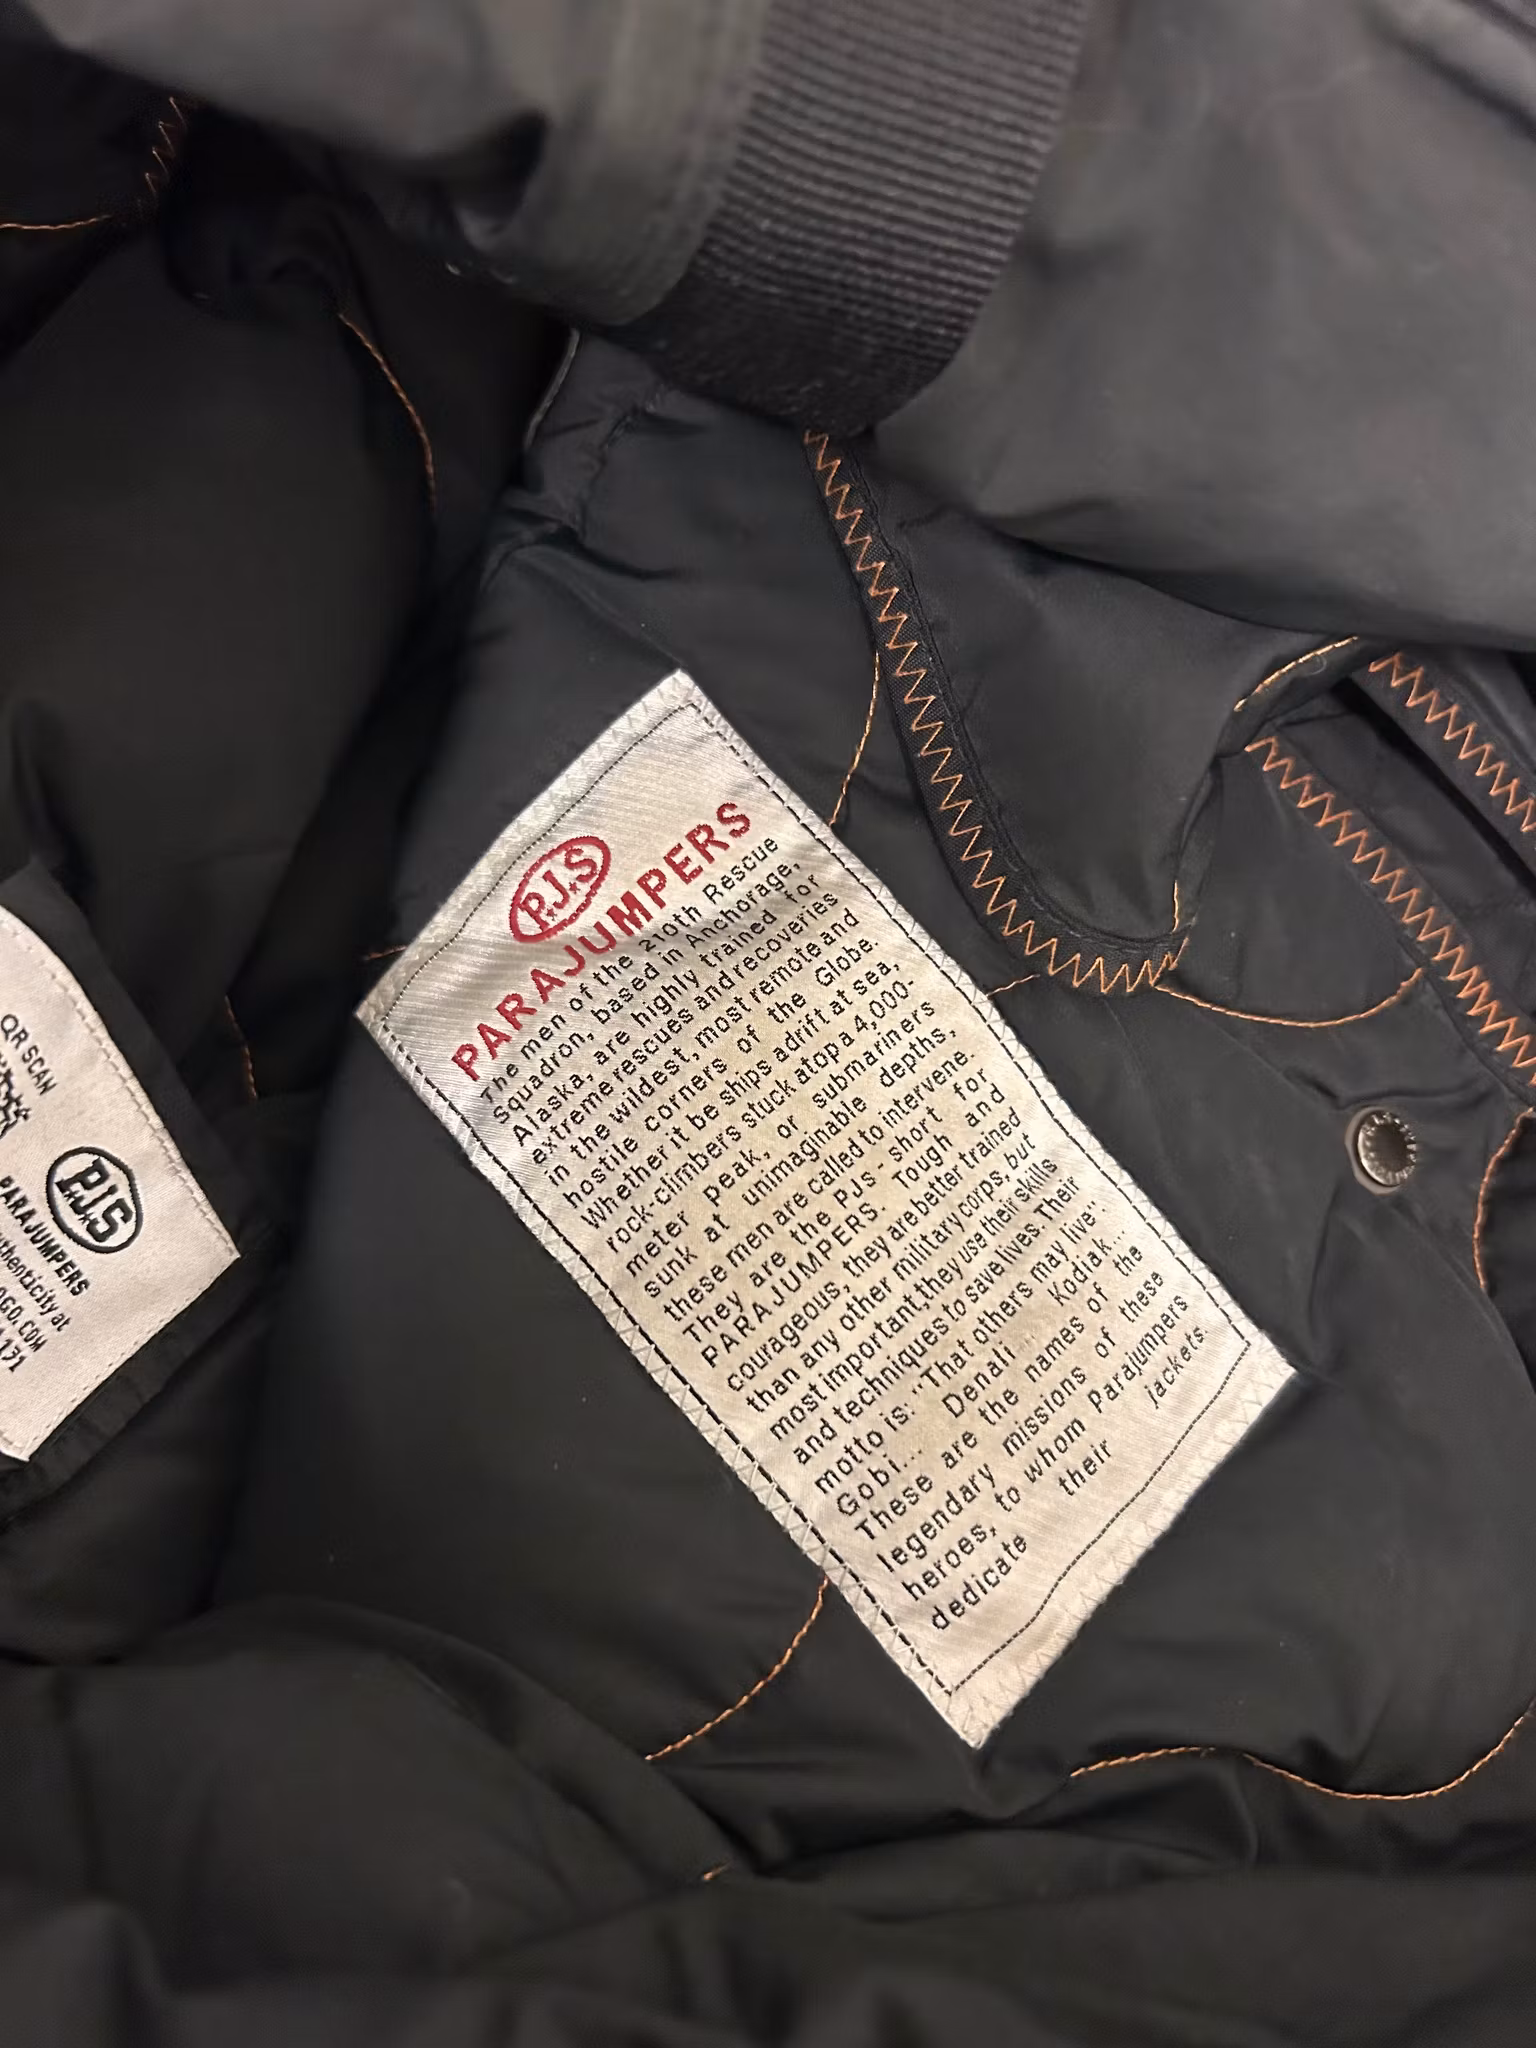 P.J.S
PARAJUMPERS
The men of the 210th Rescue
Squadron, based in Anchorage,
Alaska, are highly trained for
extreme rescues and recoveries
in the wildest, most remote and
hostile corners of the Globe.
Whether it be ships adrift at sea,
rock-climbers stuck atop a 4,000-
meter peak, or submariners
sunk at unimaginable depths,
these men are called to intervene.
They are the PJs - short for
PARAJUMPERS. Tough and
courageous, they are better trained
than any other military corps, but
most important, they use their skills
and techniques to save lives. Their
motto is: "That others may live".
Gobi... Denali ... Kodiak...
These are the names of the
legendary missions of these
heroes, to whom Parajumpers
dedicate their jackets.
QR SCAN
P.J.S
PARAJUMPERS
at
.COM